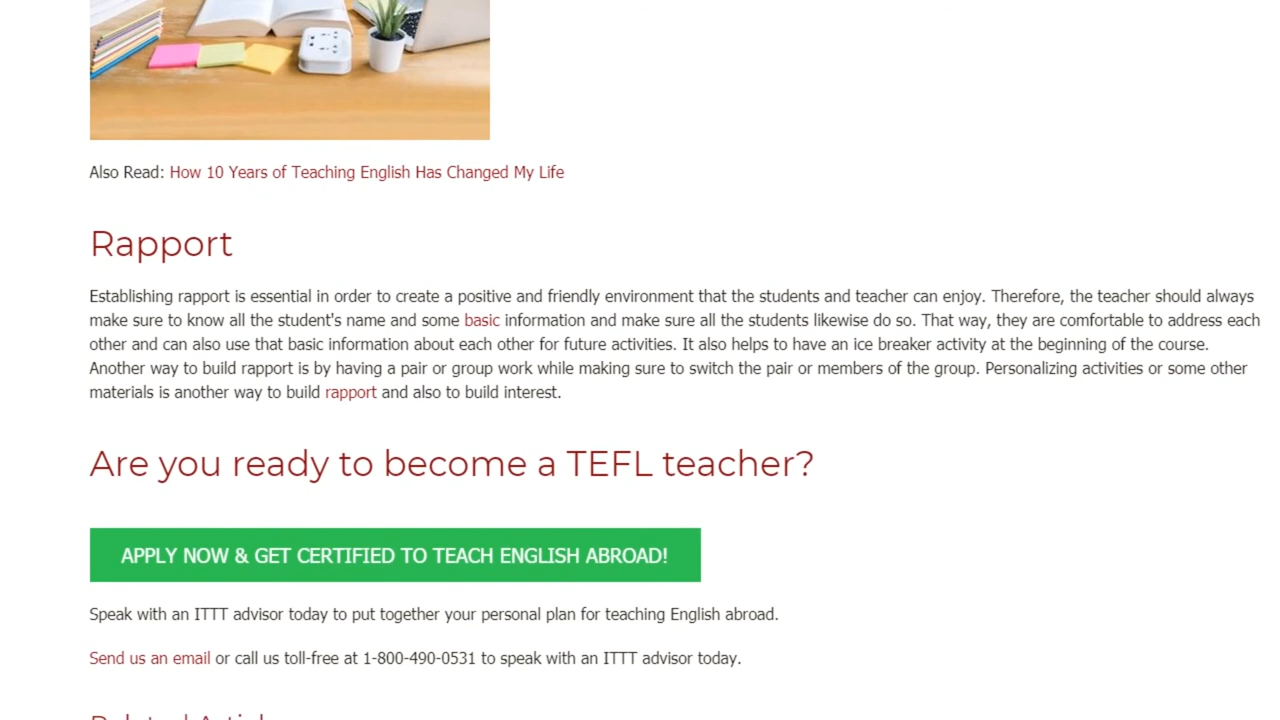 Also Read: How 10 Years of Teaching English Has Changed My Life
Rapport
Establishing rapport is essential in order to create a positive and friendly environment that the students and teacher can enjoy. Therefore, the teacher should always
make sure to know all the student's name and some basic information and make sure all the students likewise do so. That way, they are comfortable to address each
other and can also use that basic information about each other for future activities. It also helps to have an ice breaker activity at the beginning of the course.
Another way to build rapport is by having a pair or group work while making sure to switch the pair or members of the group. Personalizing activities or some other
materials is another way to build rapport and also to build interest.
Are you ready to become a TEFL teacher?
APPLY NOW & GET CERTIFIED TO TEACH ENGLISH ABROAD!
Speak with an ITTT advisor today to put together your personal plan for teaching English abroad.
Send us an email or call us toll-free at 1-800-490-0531 to speak with an ITTT advisor today.